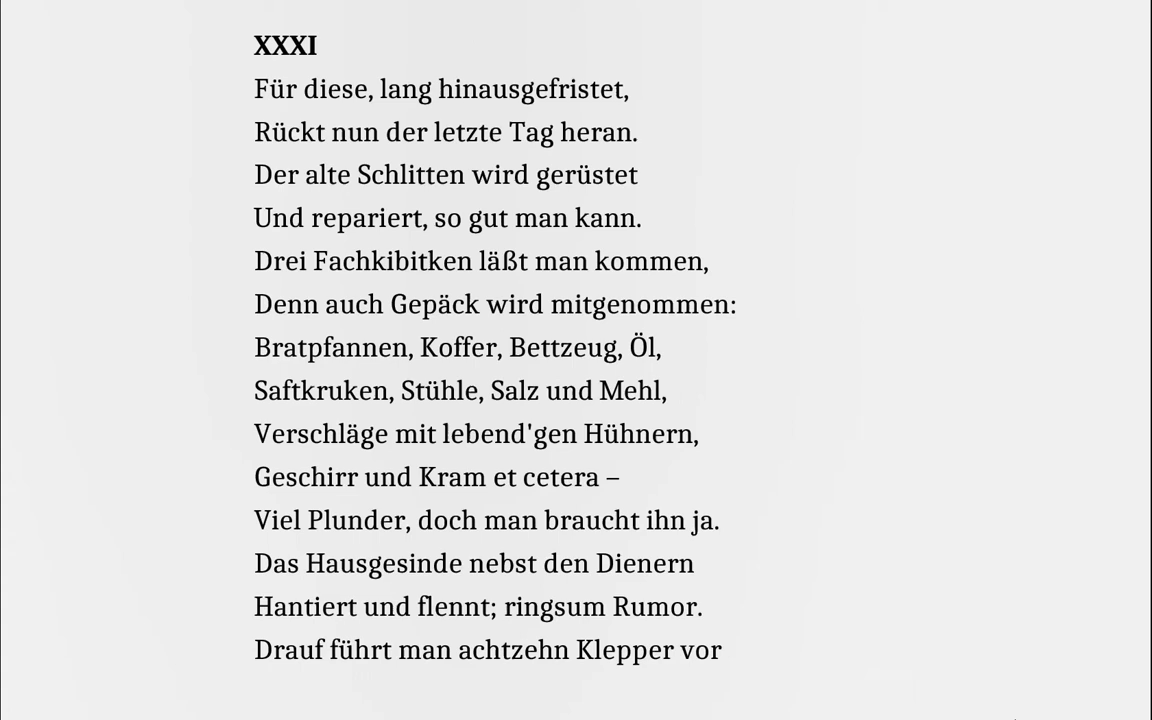 XXXI
Für diese, lang hinausgefristet,
Rückt nun der letzte Tag heran.
Der alte Schlitten wird gerüstet
Und repariert, so gut man kann.
Drei Fachkibitken läßt man kommen,
Denn auch Gepäck wird mitgenommen:
Bratpfannen, Koffer, Bettzeug, Öl,
Saftkruken, Stühle, Salz und Mehl,
Verschläge mit lebend'gen Hühnern,
Geschirr und Kram et cetera –
Viel Plunder, doch man braucht ihn ja.
Das Hausgesinde nebst den Dienern
Hantiert und flennt; ringsum Rumor.
Drauf führt man achtzehn Klepper vor